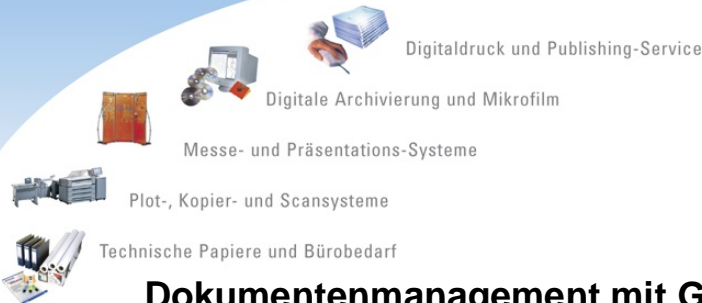 Digitaldruck und Publishing-Service
Digitale Archivierung und Mikrofilm
Messe- und Präsentations-Systeme
Plot-, Kopier- und Scansysteme
Technische Papiere und Bürobedarf
Dokumentenmanagement mit G